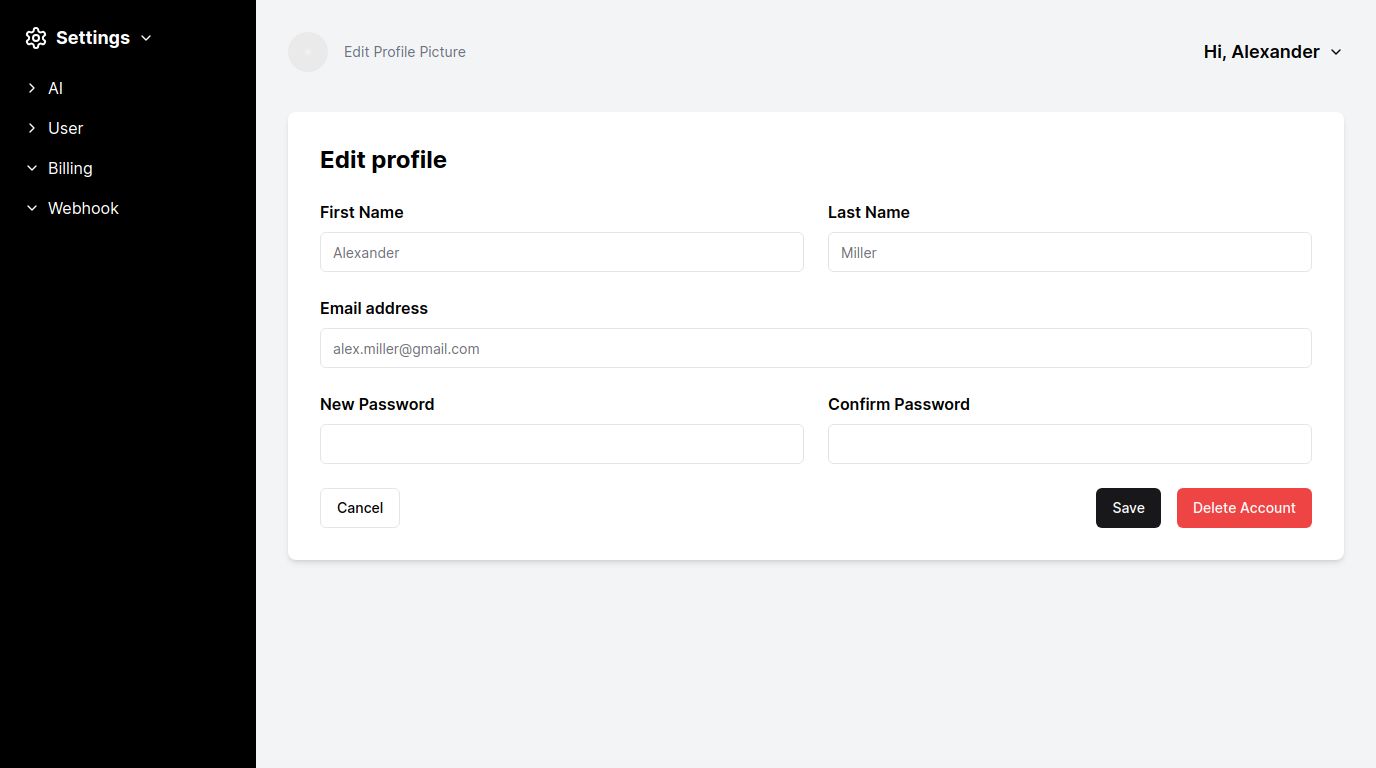 Settings
AI
User
Billing
Webhook
Edit Profile Picture
Hi, Alexander
Edit profile
First Name
Last Name
Alexander
Miller
Email address
alex.miller@gmail.com
New Password
Confirm Password
Cancel
Save
Delete Account